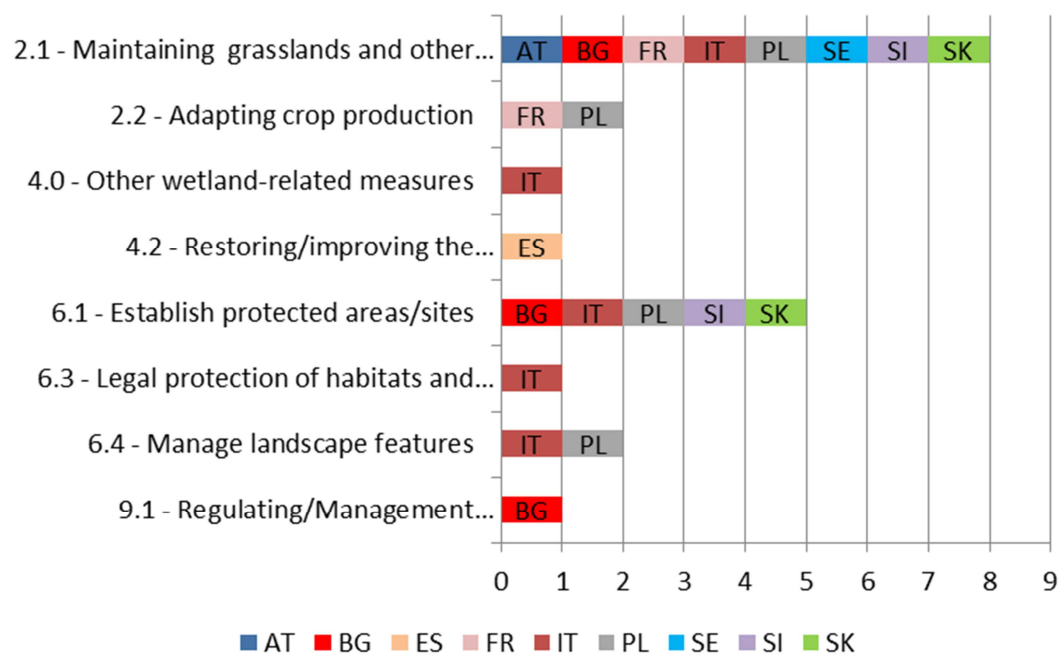 2.1 - Maintaining grasslands and other... AT BG FR IT PL SE SI SK
2.2 - Adapting crop production FR PL
4.0 - Other wetland-related measures IT
4.2 - Restoring/improving the... ES
6.1 - Establish protected areas/sites BG IT PL SI SK
6.3 - Legal protection of habitats and... IT
6.4 - Manage landscape features IT PL
9.1 - Regulating/Management... BG
0 1 2 3 4 5 6 7 8 9
AT BG ES FR IT PL SE SI SK